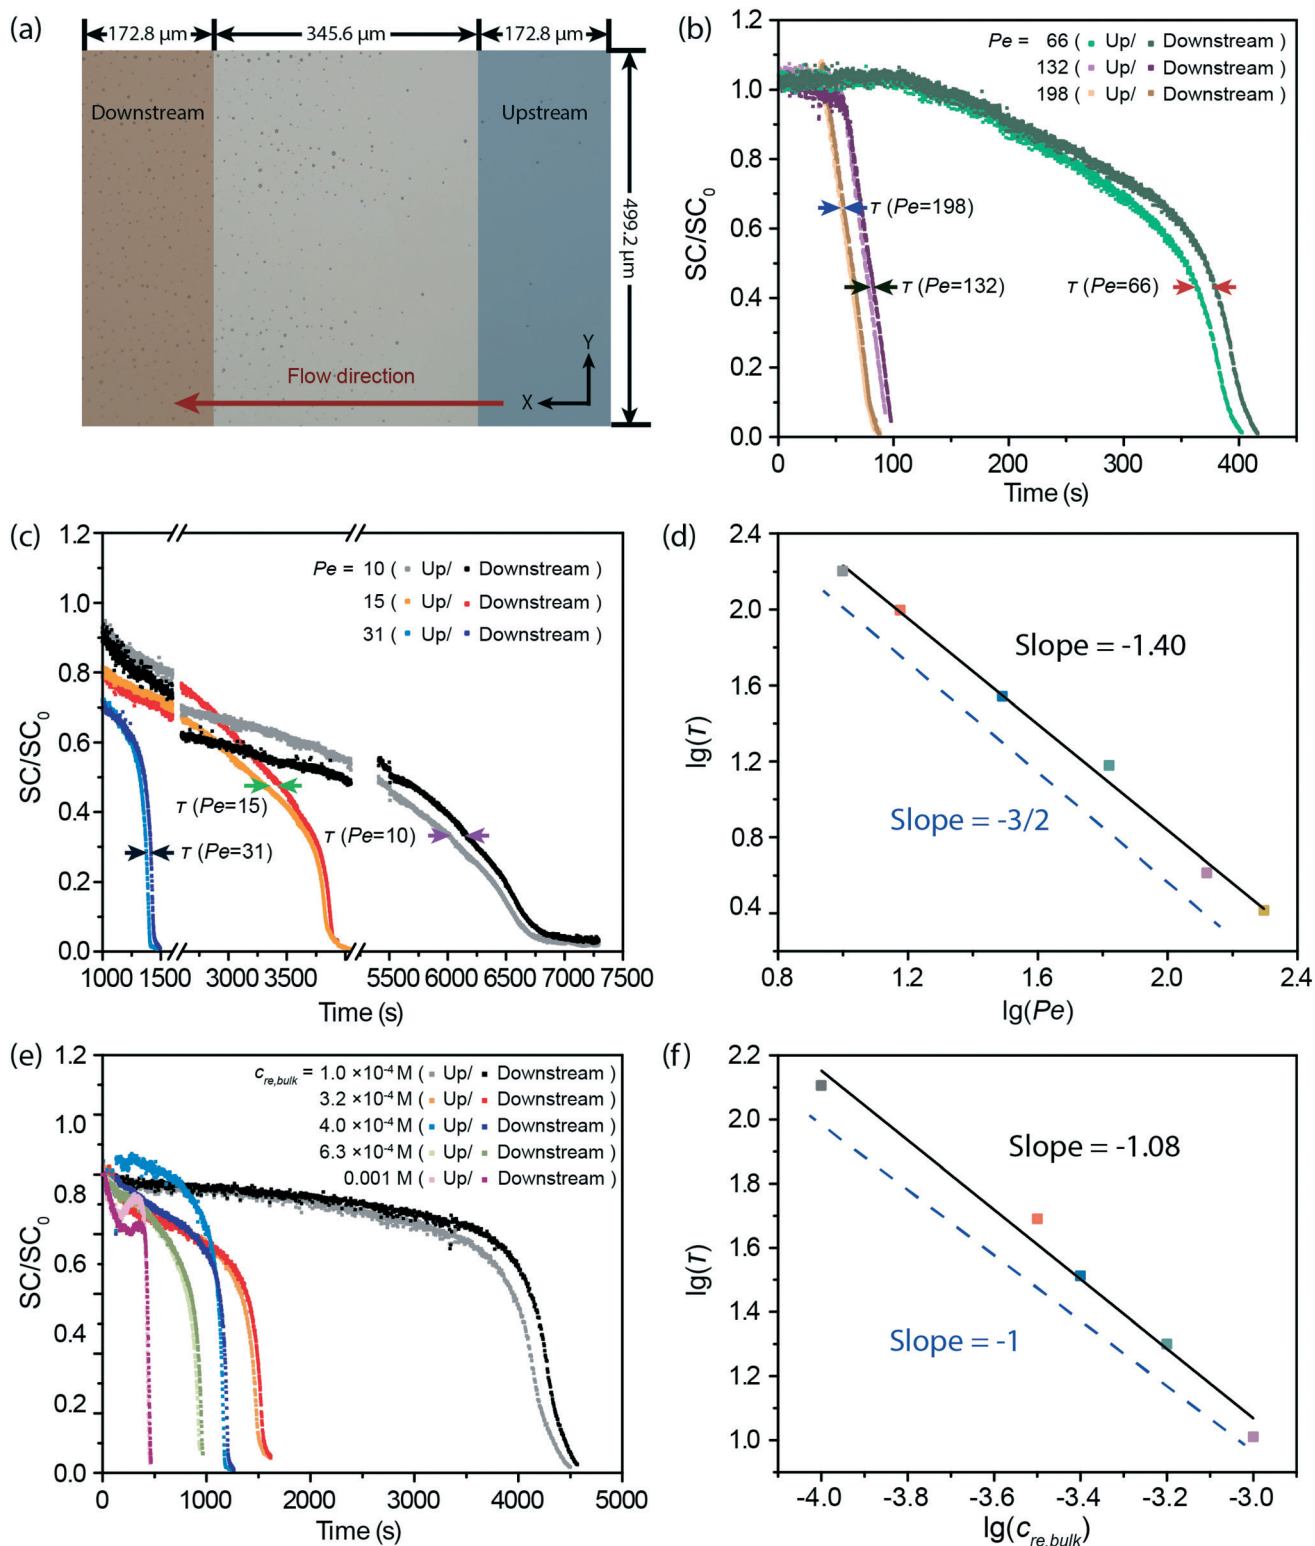 (a)
172.8 µm
345.6 µm
172.8 µm
Downstream
Upstream
499.2 µm
Flow direction
X
Y
(b)
Pe = 66 ( Up/ Downstream )
132 ( Up/ Downstream )
198 ( Up/ Downstream )
τ (Pe=198)
τ (Pe=132)
τ (Pe=66)
SC/SC0
1.2
1.0
0.8
0.6
0.4
0.2
0.0
0 100 200 300 400
Time (s)
(c)
Pe = 10 ( Up/ Downstream )
15 ( Up/ Downstream )
31 ( Up/ Downstream )
τ (Pe=15)
τ (Pe=10)
τ (Pe=31)
SC/SC0
1.2
1.0
0.8
0.6
0.4
0.2
0.0
1000 1500 3000 3500 5500 6000 6500 7000 7500
Time (s)
(d)
Slope = -1.40
Slope = -3/2
lg(τ)
2.4
2.0
1.6
1.2
0.8
0.4
0.8 1.2 1.6 2.0 2.4
lg(Pe)
(e)
cre,bulk = 1.0 ×10-4 M ( Up/ Downstream )
3.2 ×10-4 M ( Up/ Downstream )
4.0 ×10-4 M ( Up/ Downstream )
6.3 ×10-4 M ( Up/ Downstream )
0.001 M ( Up/ Downstream )
SC/SC0
1.2
1.0
0.8
0.6
0.4
0.2
0.0
0 1000 2000 3000 4000 5000
Time (s)
(f)
Slope = -1.08
Slope = -1
lg(τ)
2.2
2.0
1.8
1.6
1.4
1.2
1.0
-4.0 -3.8 -3.6 -3.4 -3.2 -3.0
lg(cre,bulk)